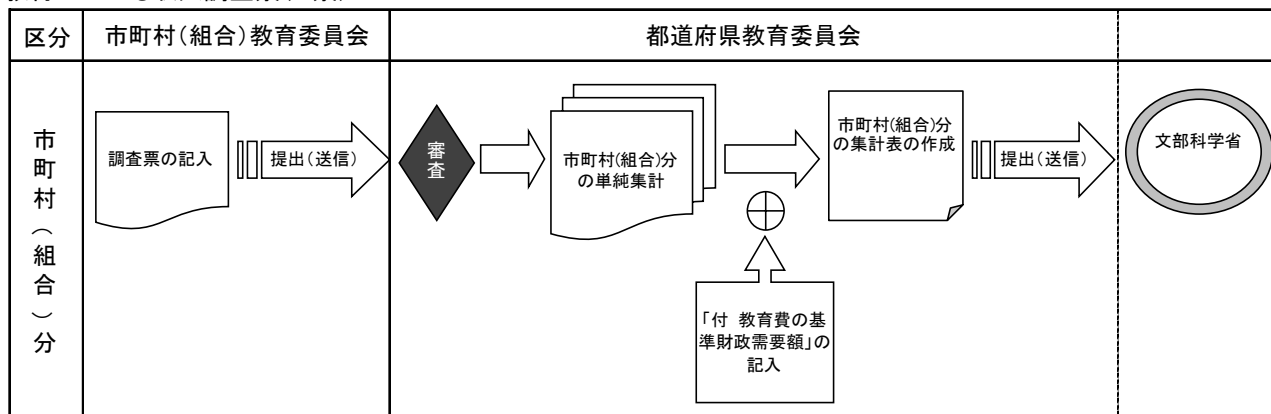 区分
市町村(組合)教育委員会
都道府県教育委員会
市町村(組合)分
調査票の記入
提出(送信)
審査
市町村(組合)分
の単純集計
市町村(組合)分
の集計表の作成
提出(送信)
文部科学省
「付 教育費の基
準財政需要額」の
記入